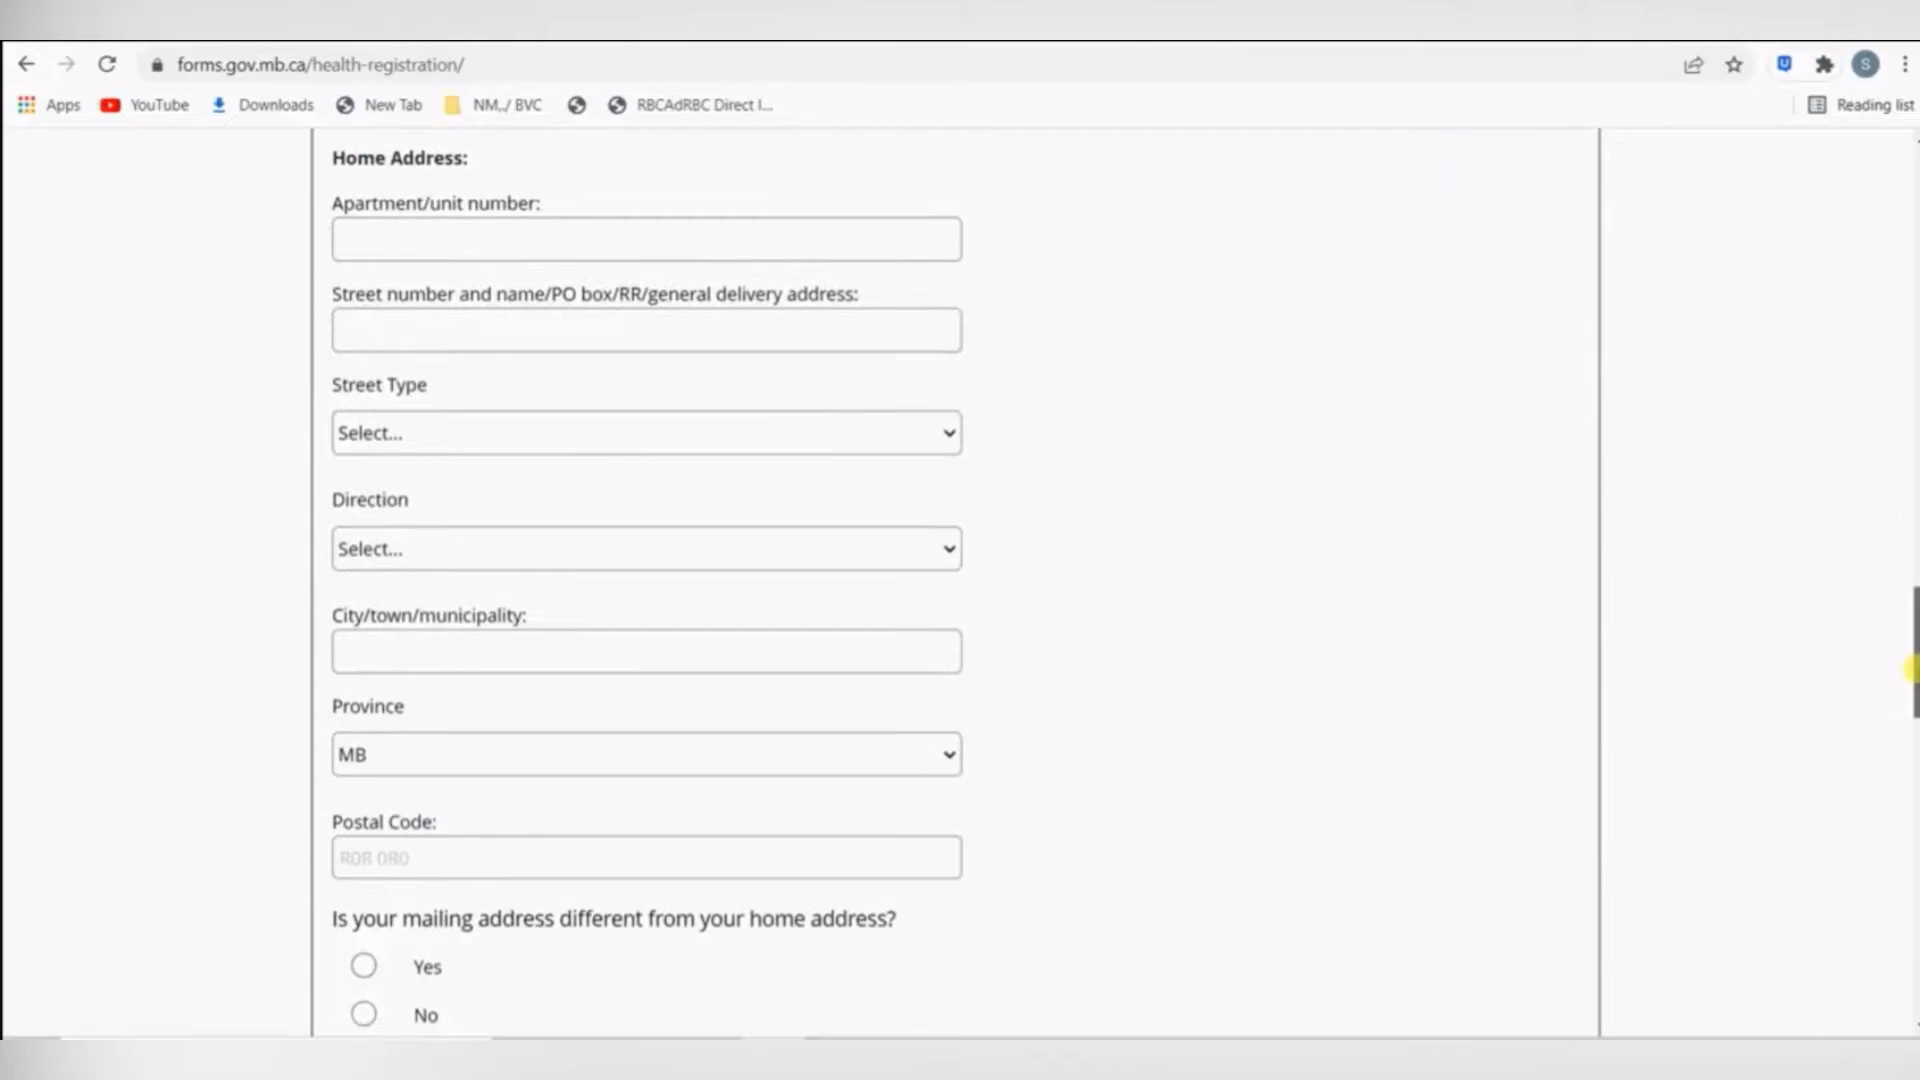 forms.gov.mb.ca/health-registration/
S
Apps YouTube Downloads New Tab NM,./ BVC RBCAdRBC Direct I... Reading list
Home Address:
Apartment/unit number:
Street number and name/PO box/RR/general delivery address:
Street Type
Select...
Direction
Select...
City/town/municipality:
Province
MB
Postal Code:
R0R 0R0
Is your mailing address different from your home address?
Yes
No